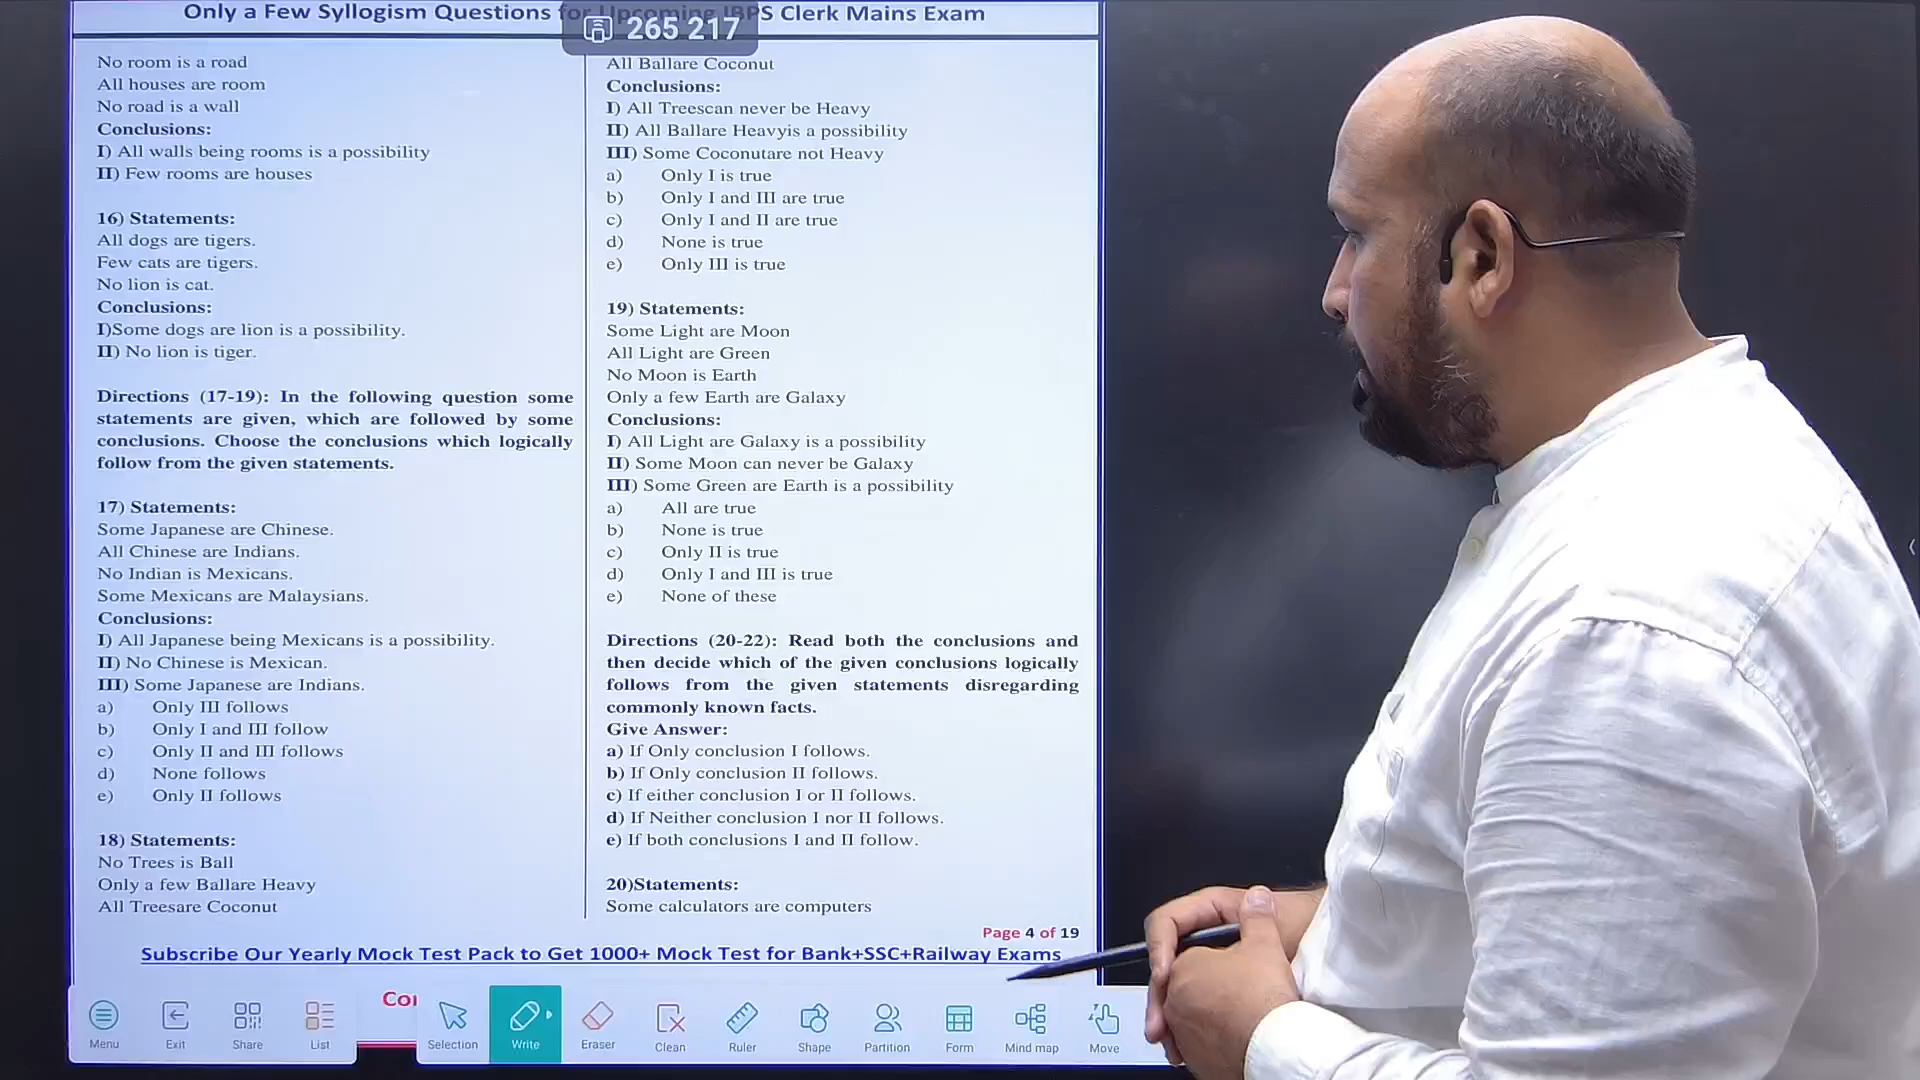 Only a Few Syllogism Questions for Upcoming IBPS Clerk Mains Exam
265 217
No room is a road
All houses are room
No road is a wall
Conclusions:
I) All walls being rooms is a possibility
II) Few rooms are houses
16) Statements:
All dogs are tigers.
Few cats are tigers.
No lion is cat.
Conclusions:
I)Some dogs are lion is a possibility.
II) No lion is tiger.
Directions (17-19): In the following question some
statements are given, which are followed by some
conclusions. Choose the conclusions which logically
follow from the given statements.
17) Statements:
Some Japanese are Chinese.
All Chinese are Indians.
No Indian is Mexicans.
Some Mexicans are Malaysians.
Conclusions:
I) All Japanese being Mexicans is a possibility.
II) No Chinese is Mexican.
III) Some Japanese are Indians.
a) Only III follows
b) Only I and III follow
c) Only II and III follows
d) None follows
e) Only II follows
18) Statements:
No Trees is Ball
Only a few Ballare Heavy
All Treesare Coconut
All Ballare Coconut
Conclusions:
I) All Treescan never be Heavy
II) All Ballare Heavyis a possibility
III) Some Coconutare not Heavy
a) Only I is true
b) Only I and III are true
c) Only I and II are true
d) None is true
e) Only III is true
19) Statements:
Some Light are Moon
All Light are Green
No Moon is Earth
Only a few Earth are Galaxy
Conclusions:
I) All Light are Galaxy is a possibility
II) Some Moon can never be Galaxy
III) Some Green are Earth is a possibility
a) All are true
b) None is true
c) Only II is true
d) Only I and III is true
e) None of these
Directions (20-22): Read both the conclusions and
then decide which of the given conclusions logically
follows from the given statements disregarding
commonly known facts.
Give Answer:
a) If Only conclusion I follows.
b) If Only conclusion II follows.
c) If either conclusion I or II follows.
d) If Neither conclusion I nor II follows.
e) If both conclusions I and II follow.
20)Statements:
Some calculators are computers
Page 4 of 19
Subscribe Our Yearly Mock Test Pack to Get 1000+ Mock Test for Bank+SSC+Railway Exams
Menu Exit Share List Selection Write Eraser Clean Ruler Shape Partition Form Mind map Move